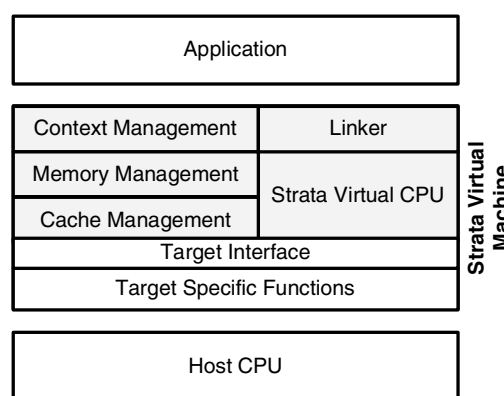 Application
Context Management
Linker
Memory Management
Strata Virtual CPU
Cache Management
Target Interface
Target Specific Functions
Strata Virtual
Machine
Host CPU